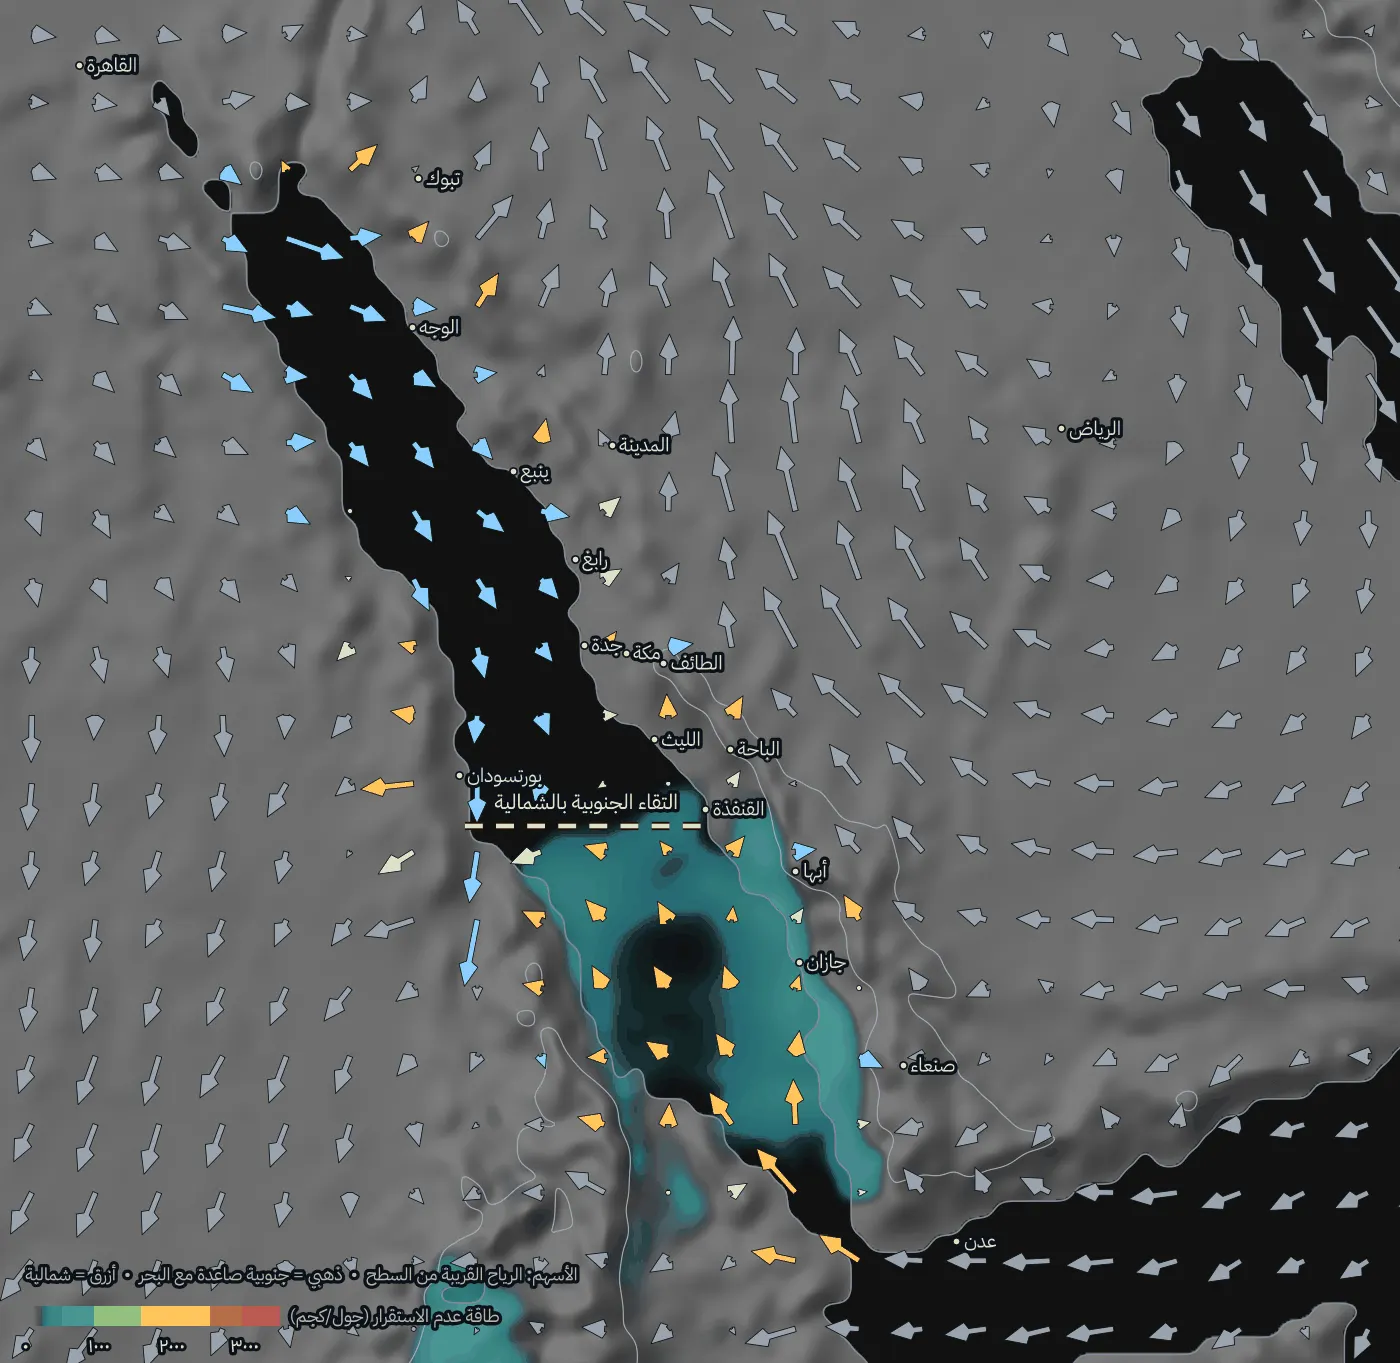 القاهرة
تبوك
الوجه
الرياض
المدينة
ينبع
رابغ
جدة
مكة
الطائف
الليث
الباحة
بورتسودان
التقاء الجنوبية بالشمالية
القنفذة
أبها
جازان
صنعاء
عدن
الأسهم: الرياح القريبة من السطح • ذهبي = جنوبية صاعدة مع البحر • أزرق = شمالية
طاقة عدم الاستقرار (جول/كجم)
٠ ١٠٠٠ ٢٠٠٠ ٣٠٠٠